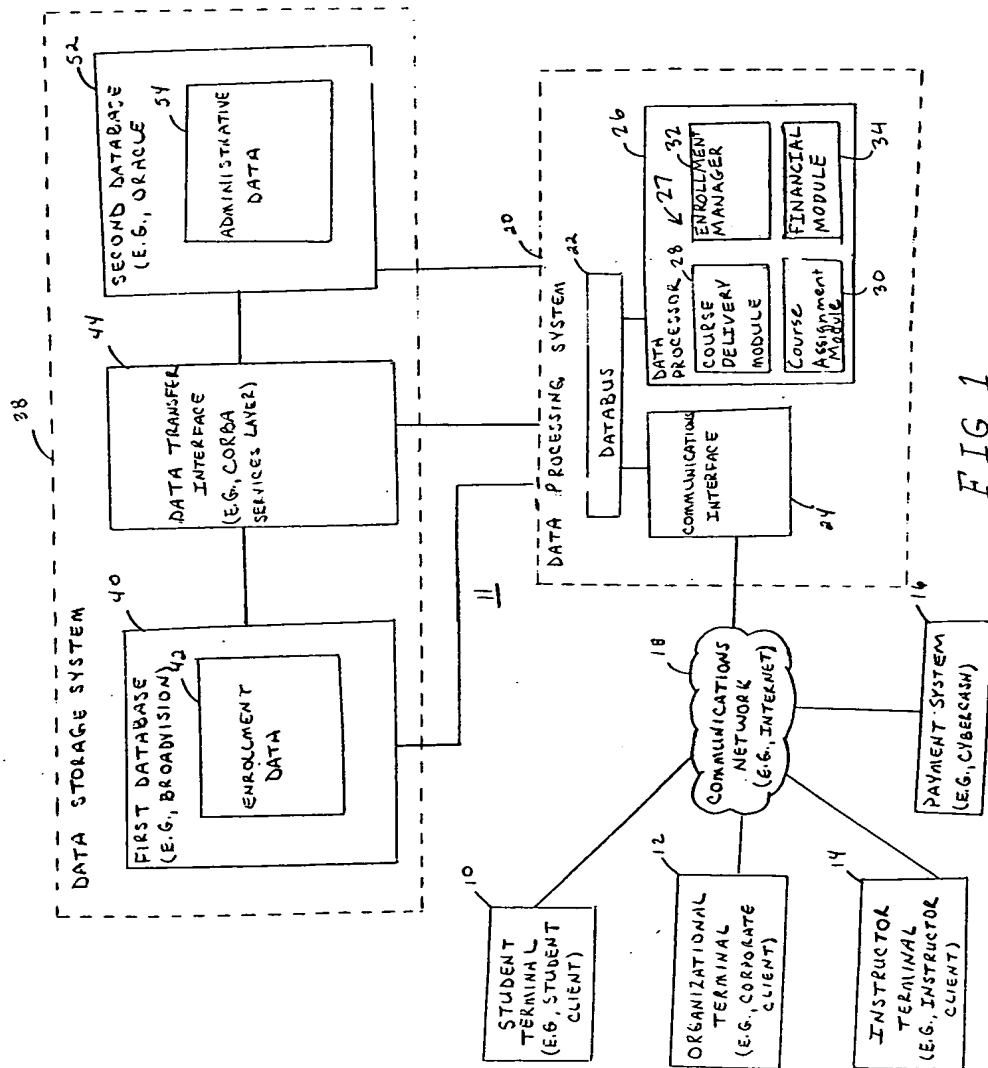 38
DATA STORAGE SYSTEM
40
FIRST DATABASE
(E.G., BROADVISION)
42
ENROLLMENT
DATA
44
DATA TRANSFER
INTERFACE
(E.G., CORBA
SERVICES LAYER)
52
SECOND DATABASE
(E.G., ORACLE
54
ADMINISTRATIVE
DATA
11
20
DATA PROCESSING SYSTEM
22
DATABUS
COMMUNICATIONS
INTERFACE
24
26
DATA
PROCESSOR
27
28
COURSE
DELIVERY
MODULE
32
ENROLLMENT
MANAGER
Course
Assignment
Module
30
FINANCIAL
MODULE
34
18
COMMUNICATIONS
NETWORK
(E.G., INTERNET)
10
STUDENT
TERMINAL
(E.G., STUDENT
CLIENT)
12
ORGANIZATIONAL
TERMINAL
(E.G., CORPORATE
CLIENT)
14
INSTRUCTOR
TERMINAL
(E.G., INSTRUCTOR
CLIENT)
16
PAYMENT SYSTEM
(E.G., CYBERCASH)
FIG 1